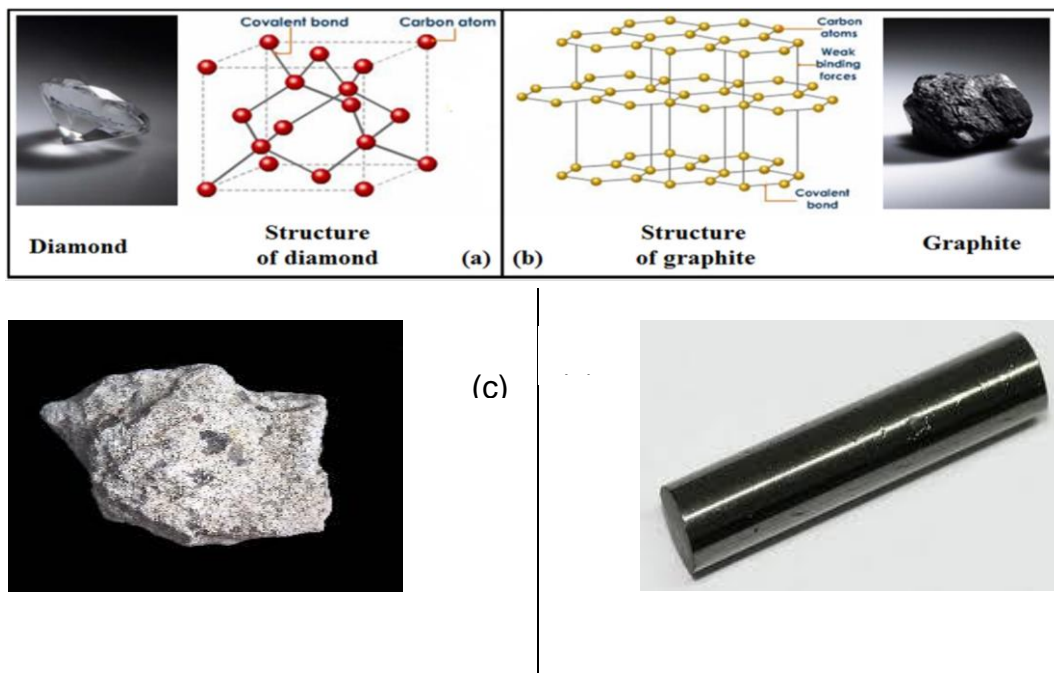 Covalent bond
Carbon atom
Diamond
Structure
of diamond
(a)
(b)
Carbon
atoms
Weak
binding
forces
Covalent
bond
Structure
of graphite
Graphite
(c)